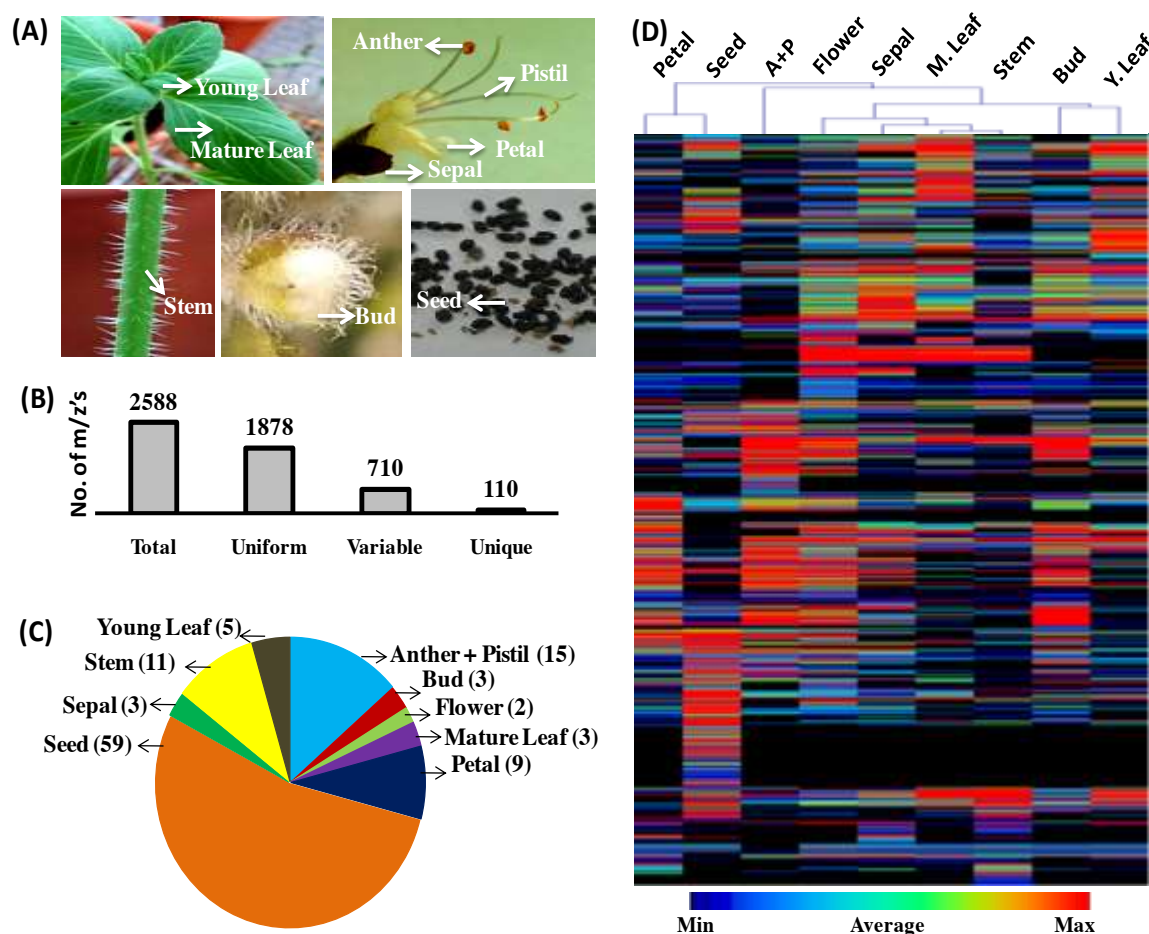 (A)
Young Leaf
Mature Leaf
Anther
Pistil
Petal
Sepal
Stem
Bud
Seed
(B)
No. of m/z's
2588
1878
710
110
Total
Uniform
Variable
Unique
(C)
Young Leaf (5)
Stem (11)
Sepal (3)
Seed (59)
Anther + Pistil (15)
Bud (3)
Flower (2)
Mature Leaf (3)
Petal (9)
(D)
Petal
Seed
A+P
Flower
Sepal
M. Leaf
Stem
Bud
Y. Leaf
Min
Average
Max